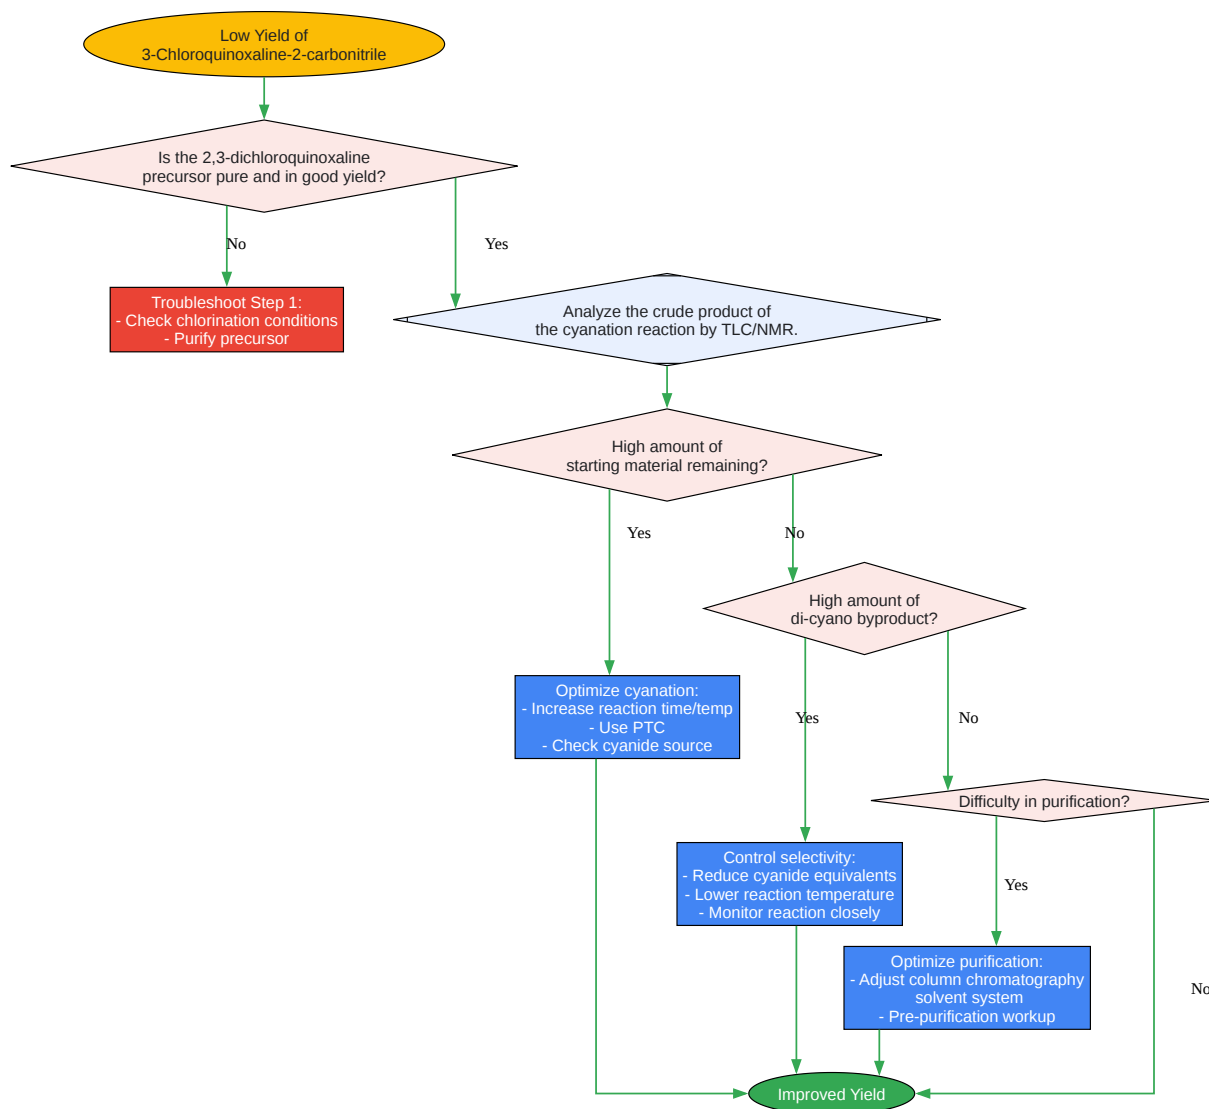 Low Yield of
3-Chloroquinoxaline-2-carbonitrile
Is the 2,3-dichloroquinoxaline
precursor pure and in good yield?
No
Yes
Troubleshoot Step 1:
- Check chlorination conditions
- Purify precursor
Analyze the crude product of
the cyanation reaction by TLC/NMR.
High amount of
starting material remaining?
Yes
No
High amount of
di-cyano byproduct?
Optimize cyanation:
- Increase reaction time/temp
- Use PTC
- Check cyanide source
Yes
No
Difficulty in purification?
Control selectivity:
- Reduce cyanide equivalents
- Lower reaction temperature
- Monitor reaction closely
Yes
Optimize purification:
- Adjust column chromatography
solvent system
- Pre-purification workup
No
Improved Yield